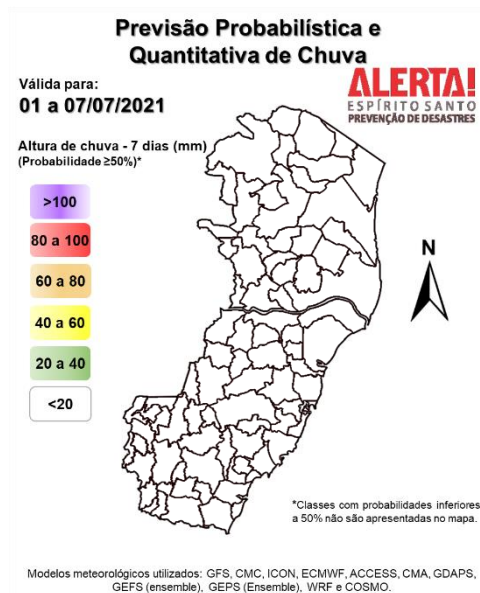 Previsão Probabilística e
Quantitativa de Chuva
Válida para:
01 a 07/07/2021
ALERTA!
ESPÍRITO SANTO
PREVENÇÃO DE DESASTRES
Altura de chuva - 7 dias (mm)
(Probabilidade ≥50%)*
>100
80 a 100
60 a 80
40 a 60
20 a 40
<20
N
*Classes com probabilidades inferiores
a 50% não são apresentadas no mapa.
Modelos meteorológicos utilizados: GFS, CMC, ICON, ECMWF, ACCESS, CMA, GDAPS,
GEFS (ensemble), GEPS (Ensemble), WRF e COSMO.